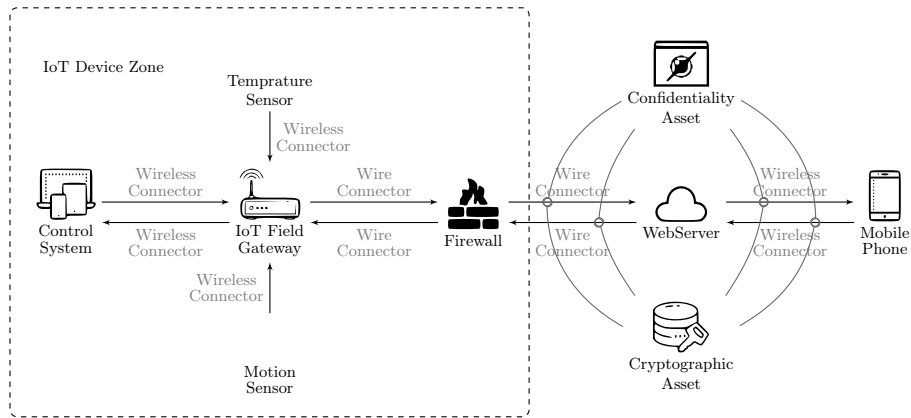 IoT Device Zone
Temprature
Sensor
Wireless
Connector
Confidentiality
Asset
Wireless
Connector
Wire
Connector
Wire
Connector
Wireless
Connector
Control
System
IoT Field
Gateway
Firewall
WebServer
Mobile
Phone
Wireless
Connector
Wire
Connector
Wire
Connector
Wireless
Connector
Wireless
Connector
Motion
Sensor
Cryptographic
Asset